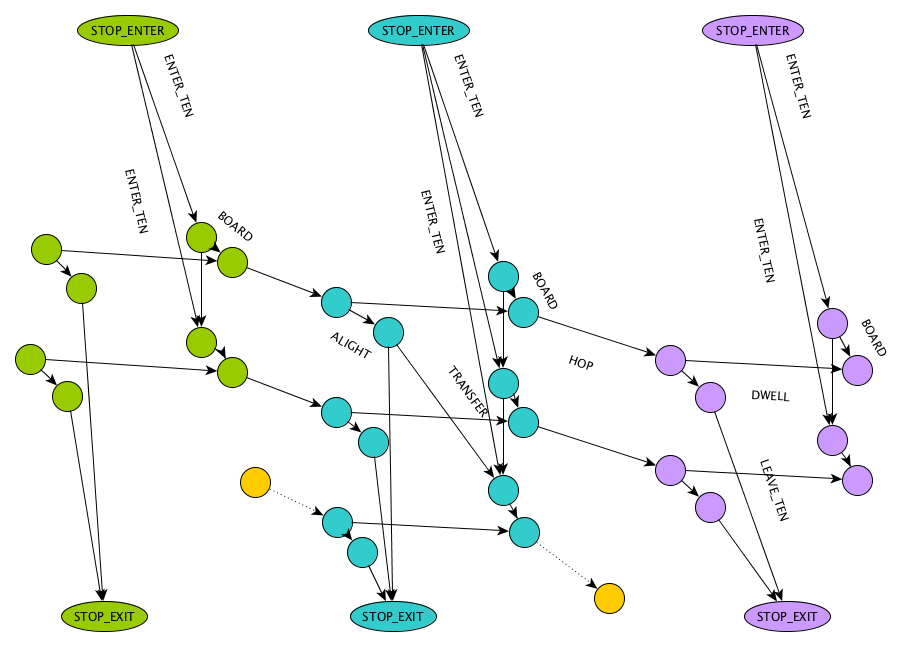 STOP_ENTER
STOP_ENTER
STOP_ENTER
ENTER_TEN
ENTER_TEN
ENTER_TEN
ENTER_TEN
ENTER_TEN
ENTER_TEN
BOARD
BOARD
BOARD
ALIGHT
TRANSFER
HOP
DWELL
LEAVE_TEN
STOP_EXIT
STOP_EXIT
STOP_EXIT